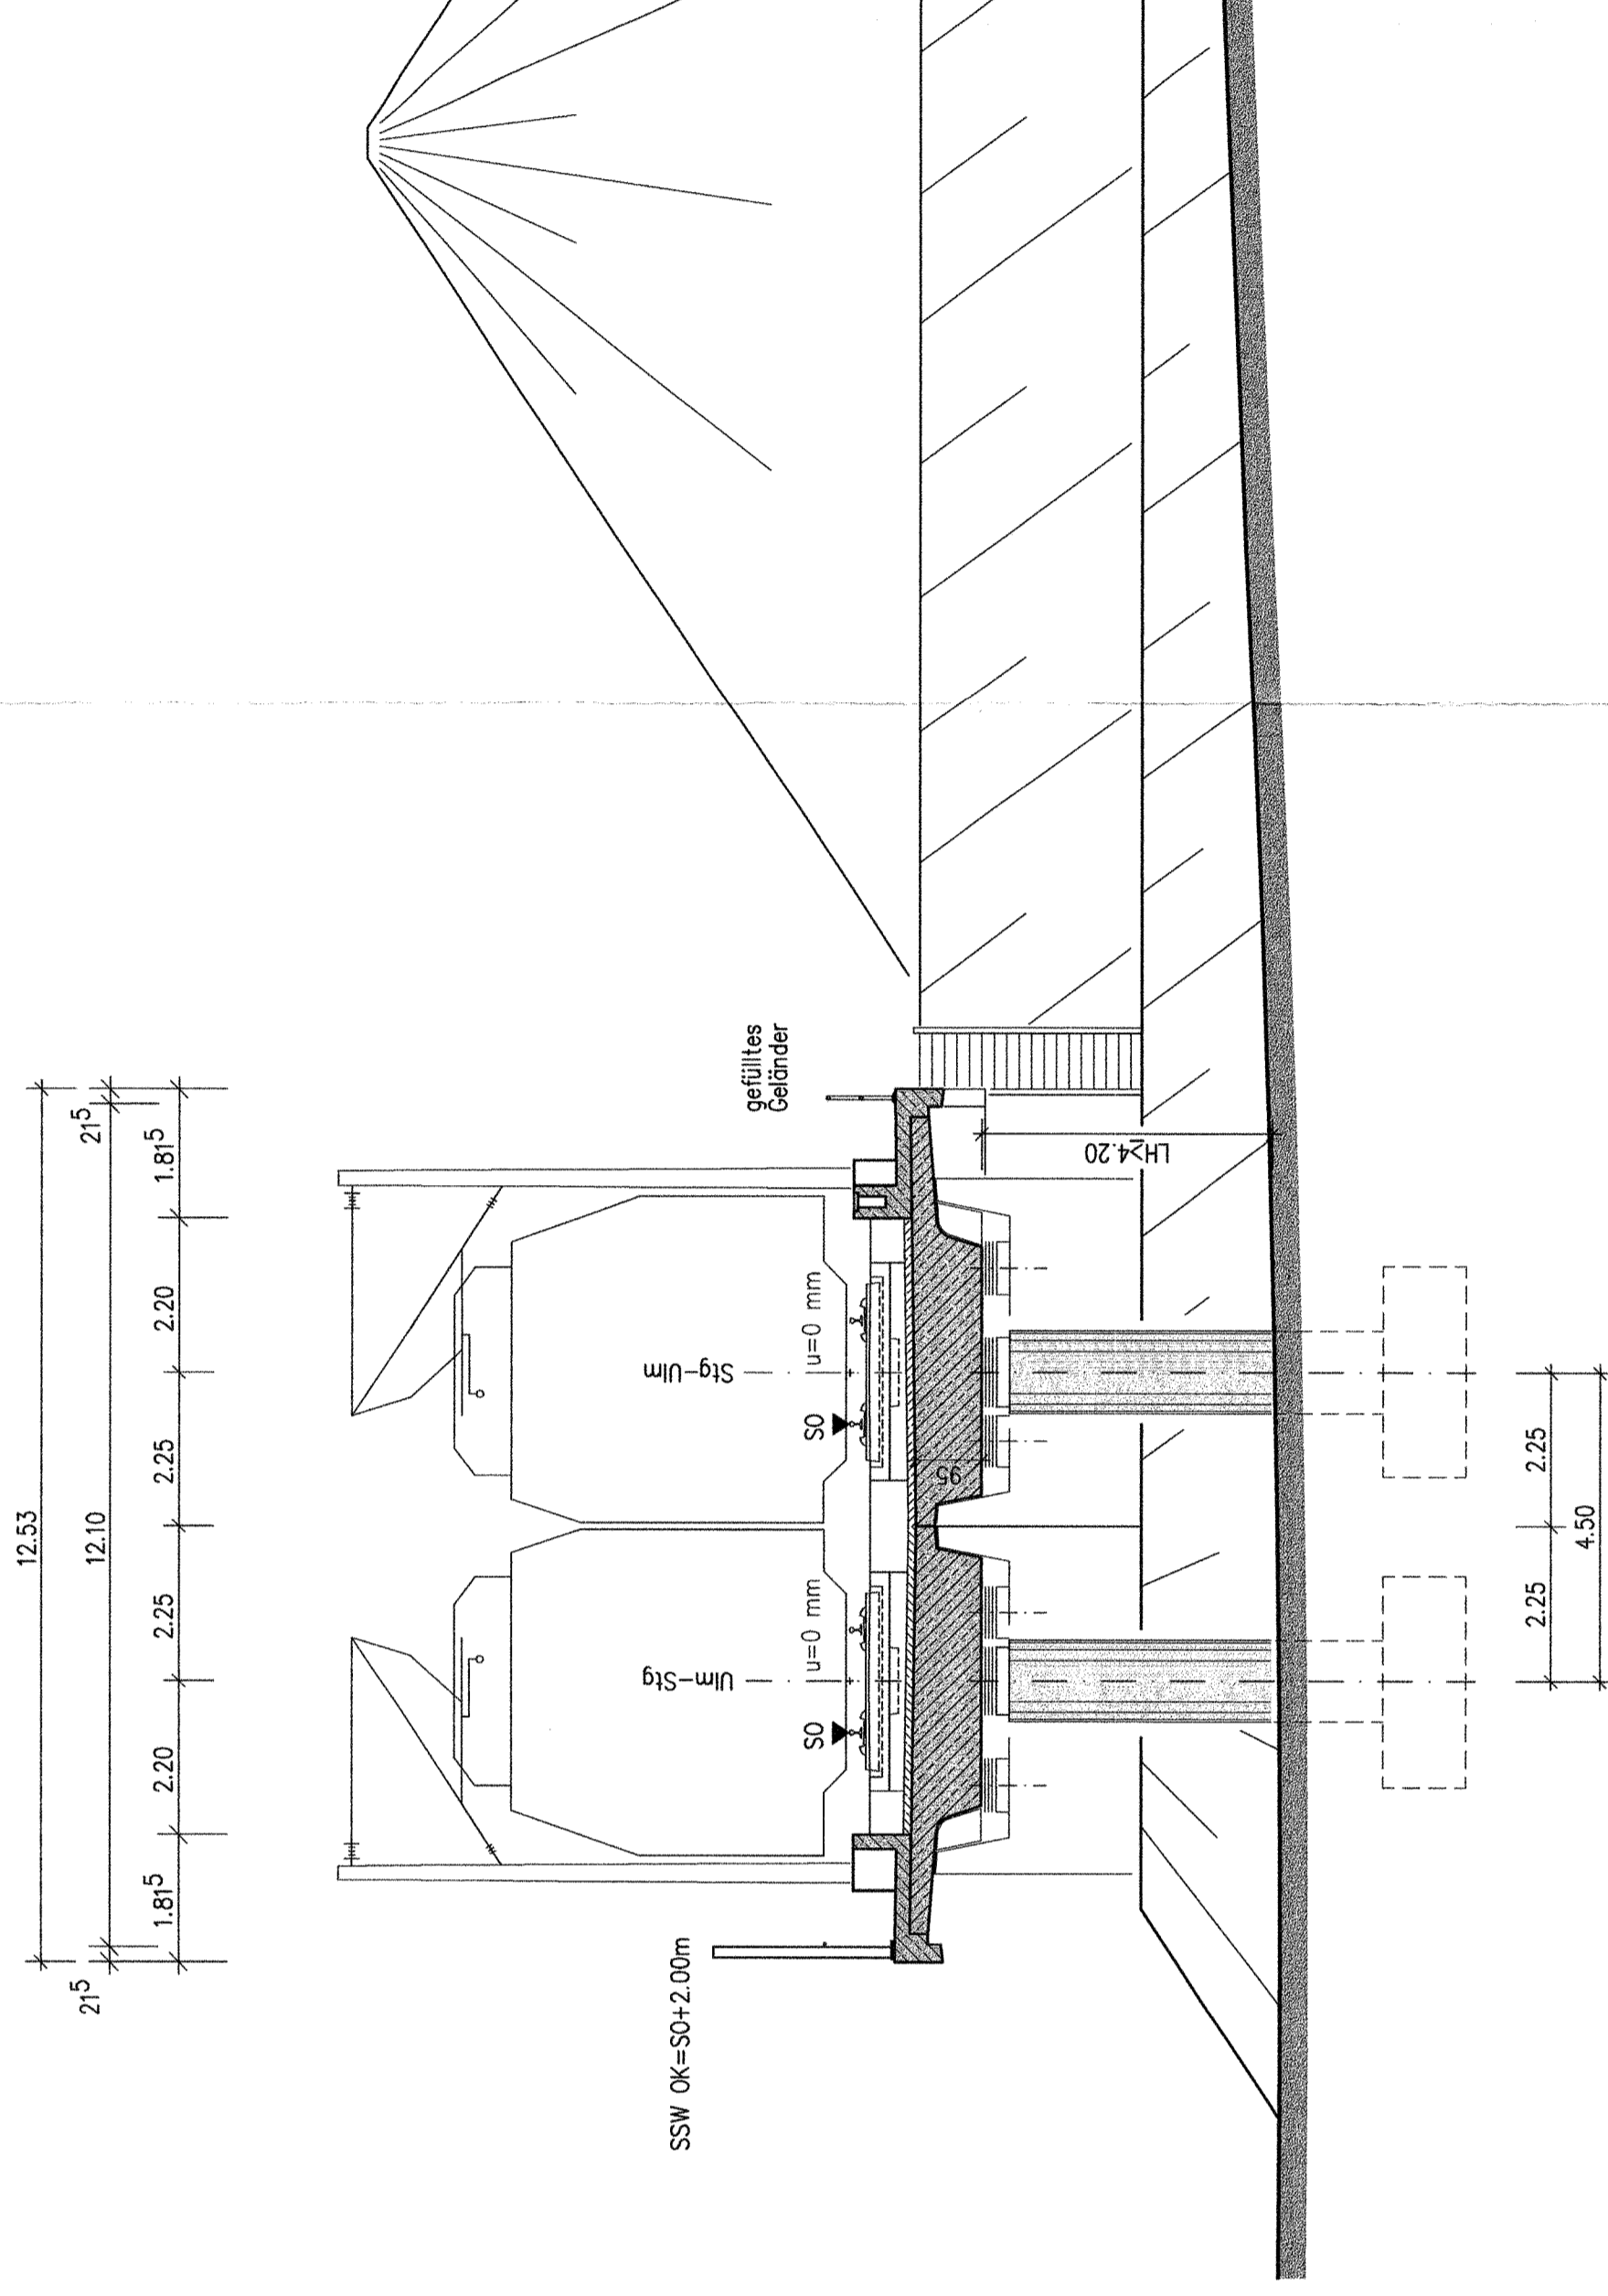 12.53
21⁵
12.10
21⁵
1.81⁵
2.20
2.25
2.25
2.20
1.81⁵
SSW OK=SO+2.00m
gefülltes
Geländer
Ulm-Stg
Stg-Ulm
SO
u=0 mm
SO
u=0 mm
95
LH≥4.20
2.25
2.25
4.50